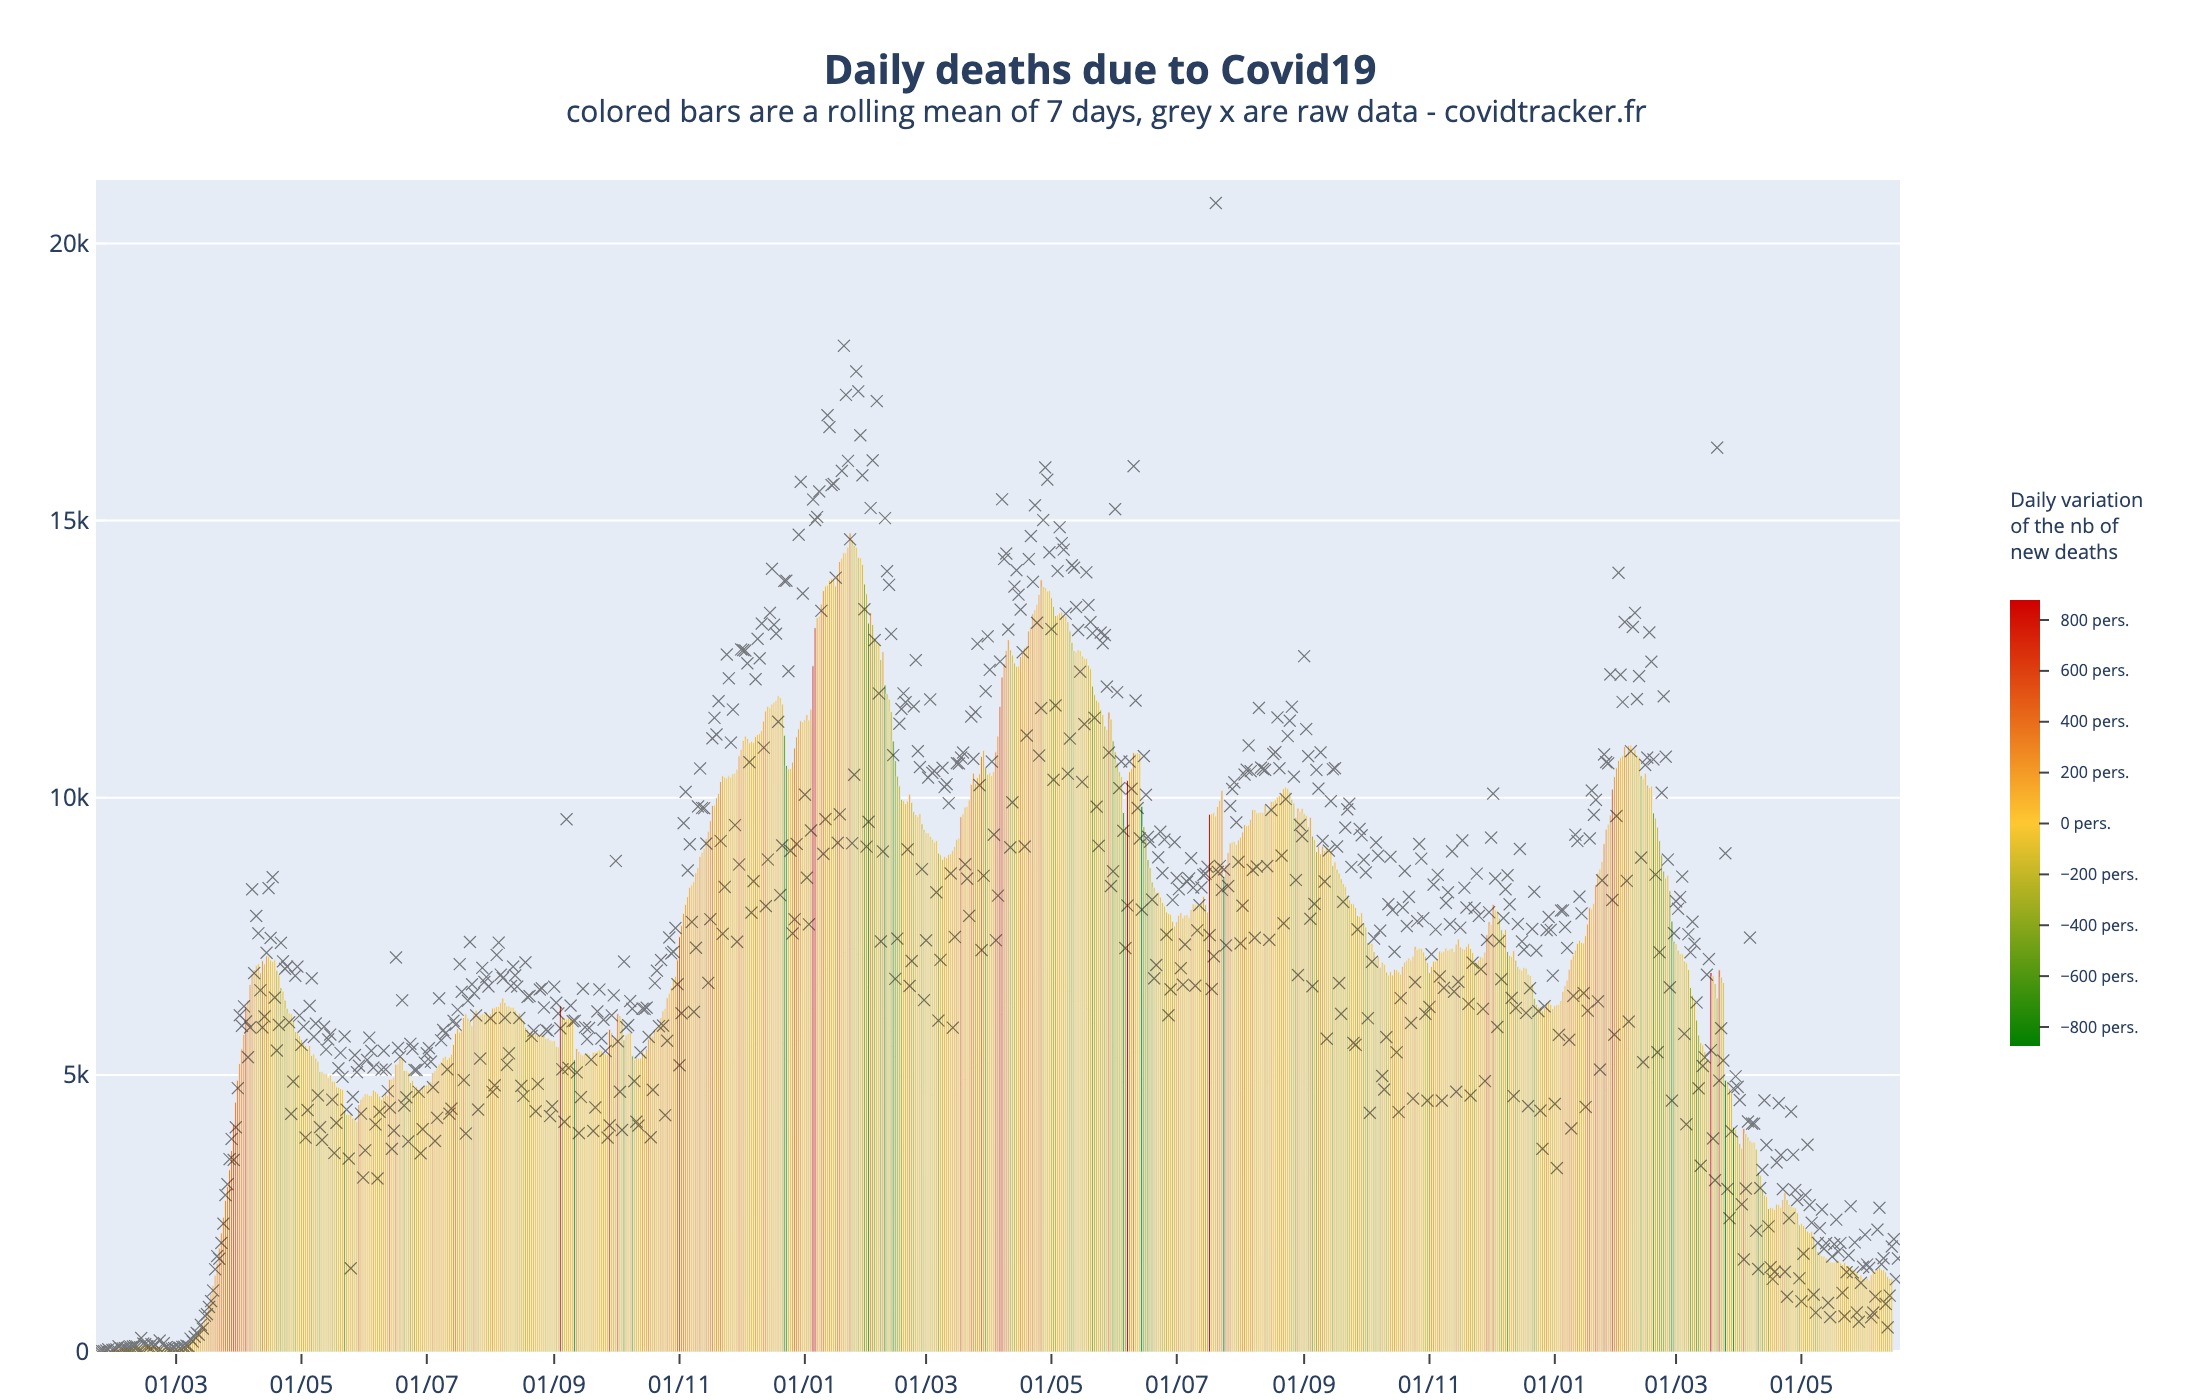 Daily deaths due to Covid19
colored bars are a rolling mean of 7 days, grey x are raw data - covidtracker.fr
20k
15k
10k
5k
0
01/03 01/05 01/07 01/09 01/11 01/01 01/03 01/05 01/07 01/09 01/11 01/01 01/03 01/05
Daily variation
of the nb of
new deaths
800 pers.
600 pers.
400 pers.
200 pers.
0 pers.
−200 pers.
−400 pers.
−600 pers.
−800 pers.